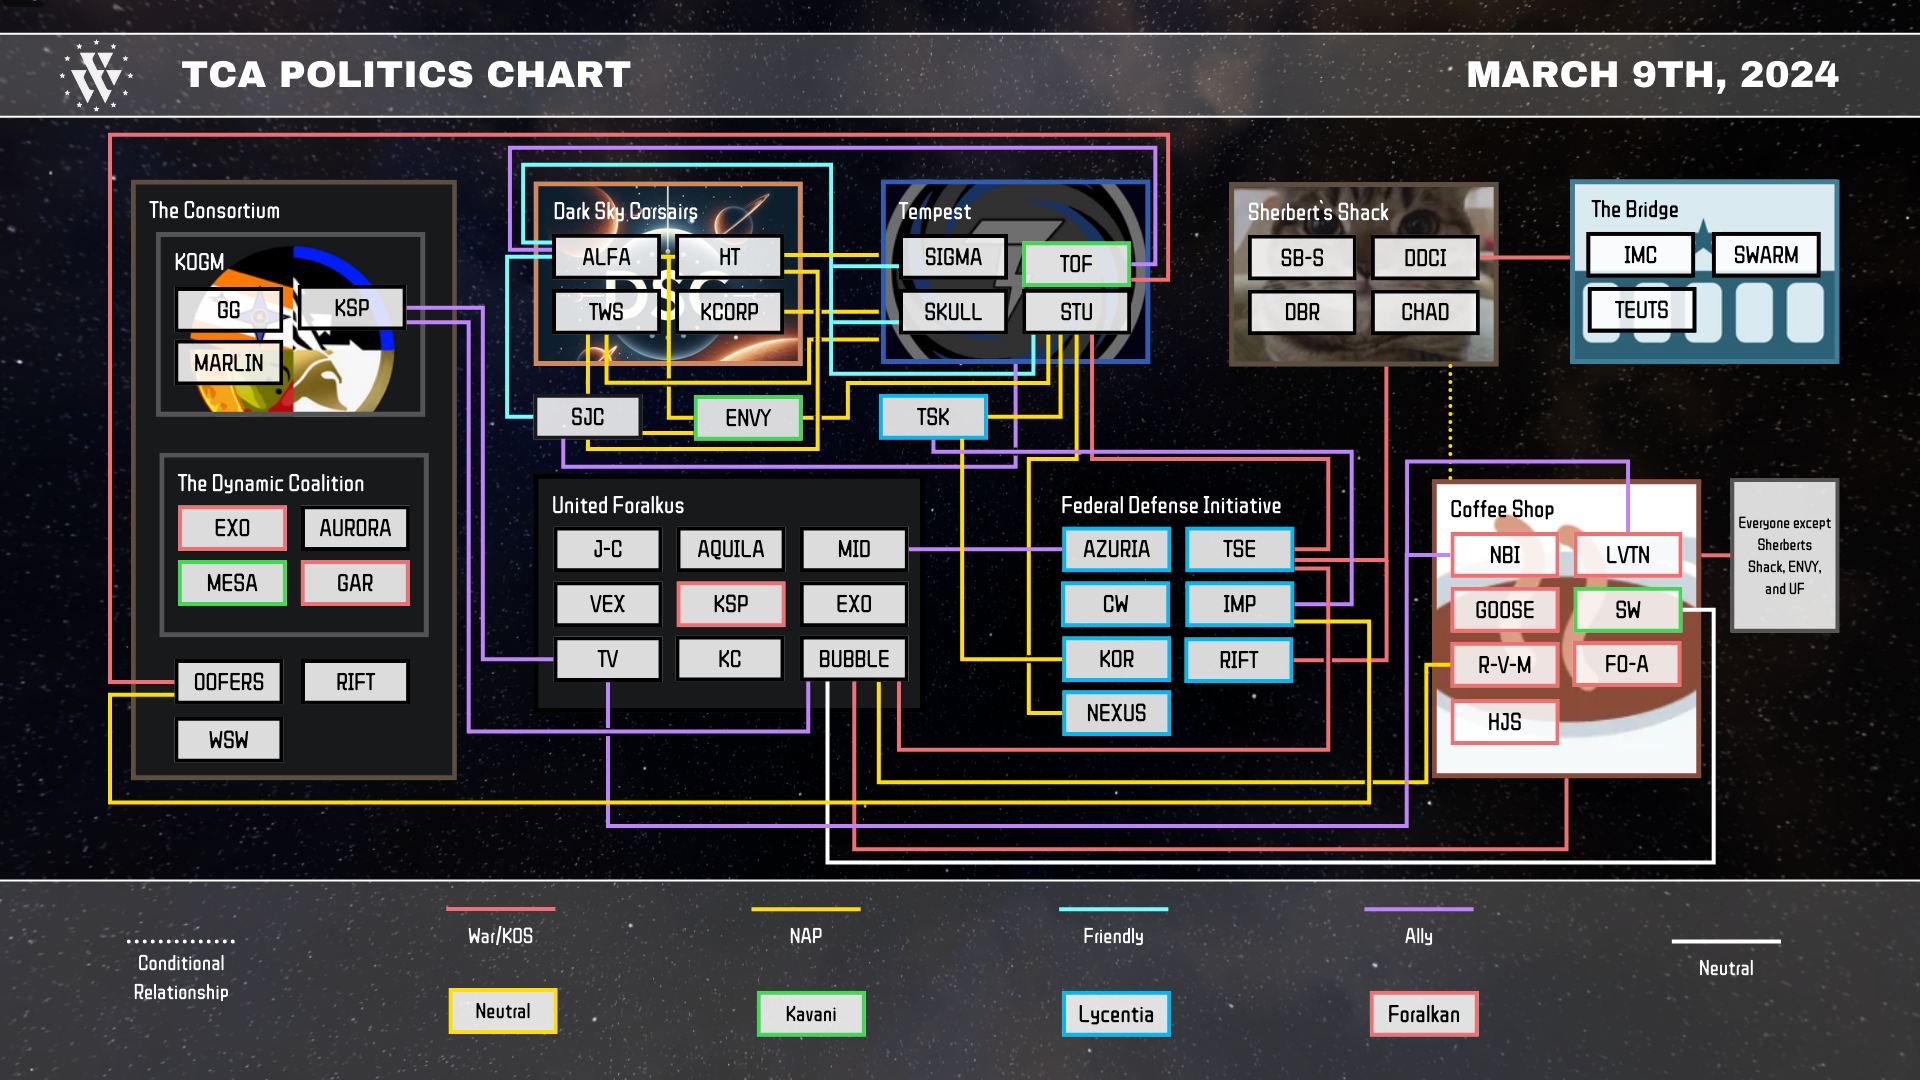 TCA POLITICS CHART
MARCH 9TH, 2024
The Consortium
KOGM
GG
KSP
MARLIN
The Dynamic Coalition
EXO
AURORA
MESA
GAR
OOFERS
RIFT
WSW
Dark Sky Corsairs
DSC
ALFA
HT
TWS
KCORP
SJC
ENVY
Tempest
SIGMA
TOF
SKULL
STU
TSK
Sherbert's Shack
SB-S
DDCI
DBR
CHAD
The Bridge
IMC
SWARM
TEUTS
United Foralkus
J-C
AQUILA
MID
VEX
KSP
EXO
TV
KC
BUBBLE
Federal Defense Initiative
AZURIA
TSE
CW
IMP
KOR
RIFT
NEXUS
Coffee Shop
NBI
LVTN
GOOSE
SW
R-V-M
FO-A
HJS
Everyone except
Sherberts
Shack, ENVY,
and UF
Conditional
Relationship
War/KOS
NAP
Friendly
Ally
Neutral
Neutral
Kavani
Lycentia
Foralkan